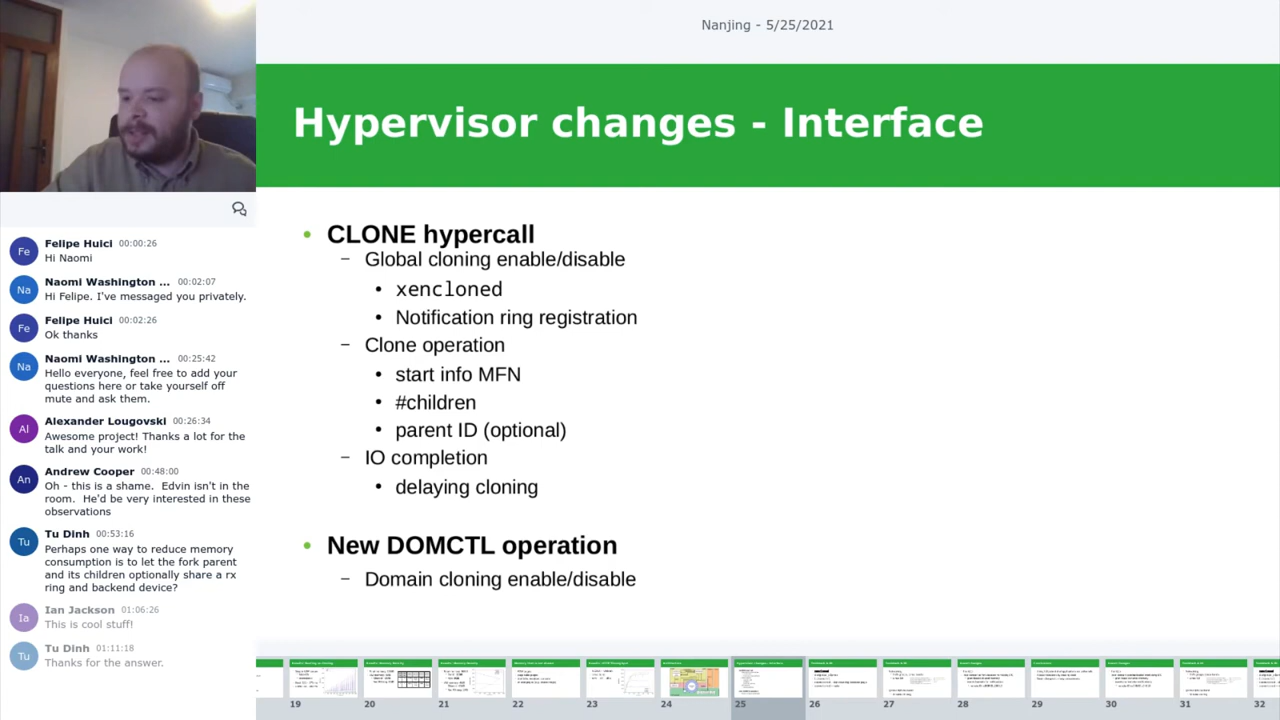 Nanjing - 5/25/2021
Hypervisor changes - Interface
Felipe Huici 00:00:26
Hi Naomi
Naomi Washington ... 00:02:07
Hi Felipe. I've messaged you privately.
Felipe Huici 00:02:26
Ok thanks
Naomi Washington ... 00:25:42
Hello everyone, feel free to add your
questions here or take yourself off
mute and ask them.
Alexander Lougovski 00:26:34
Awesome project! Thanks a lot for the
talk and your work!
Andrew Cooper 00:48:00
Oh - this is a shame. Edvin isn't in the
room. He'd be very interested in these
observations
Tu Dinh 00:53:16
Perhaps one way to reduce memory
consumption is to let the fork parent
and its children optionally share a rx
ring and backend device?
Ian Jackson 01:06:26
This is cool stuff!
Tu Dinh 01:11:18
Thanks for the answer.
Fe
Na
Fe
Na
Al
An
Tu
Ia
Tu
• CLONE hypercall
– Global cloning enable/disable
• xencloned
• Notification ring registration
– Clone operation
• start info MFN
• #children
• parent ID (optional)
– IO completion
• delaying cloning
• New DOMCTL operation
– Domain cloning enable/disable
19 20 21 22 23 24 25 26 27 28 29 30 31 32